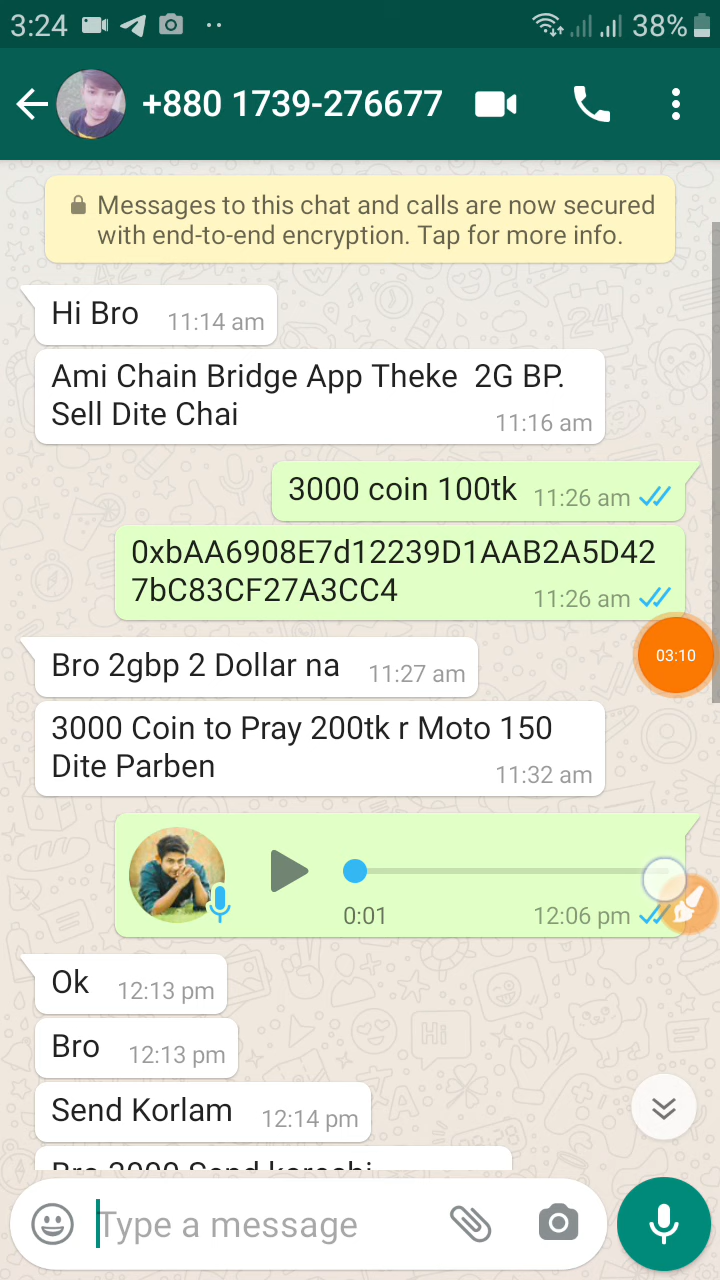 3:24
38%
+880 1739-276677
Messages to this chat and calls are now secured
with end-to-end encryption. Tap for more info.
Hi Bro 11:14 am
Ami Chain Bridge App Theke 2G BP.
Sell Dite Chai 11:16 am
3000 coin 100tk 11:26 am
0xbAA6908E7d12239D1AAB2A5D42
7bC83CF27A3CC4 11:26 am
Bro 2gbp 2 Dollar na 11:27 am
03:10
3000 Coin to Pray 200tk r Moto 150
Dite Parben 11:32 am
0:01 12:06 pm
Ok 12:13 pm
Bro 12:13 pm
Send Korlam 12:14 pm
Bro 3000 Send korechi
Type a message